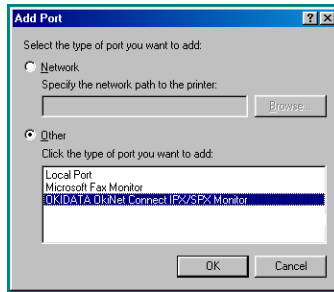 Add Port
Select the type of port you want to add:
Network
Specify the network path to the printer:
Browse...
Other
Click the type of port you want to add:
Local Port
Microsoft Fax Monitor
OKIDATA OkiNet Connect IPX/SPX Monitor
OK Cancel